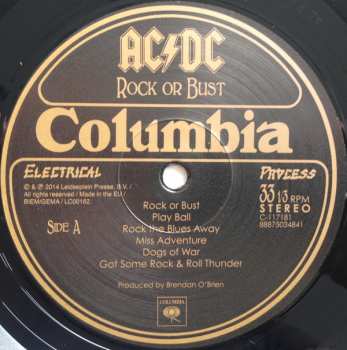 AC/DC
ROCK OR BUST
Columbia
ELECTRICAL
PROCESS
© & ℗ 2014 Leidseplein Presse, B.V. /
All rights reserved / Made in the EU /
BIEM/GEMA / LC00162
33 1/3 RPM
STEREO
C-117181
88875034841
SIDE A
Rock or Bust
Play Ball
Rock the Blues Away
Miss Adventure
Dogs of War
Got Some Rock & Roll Thunder
Produced by Brendan O'Brien
COLUMBIA